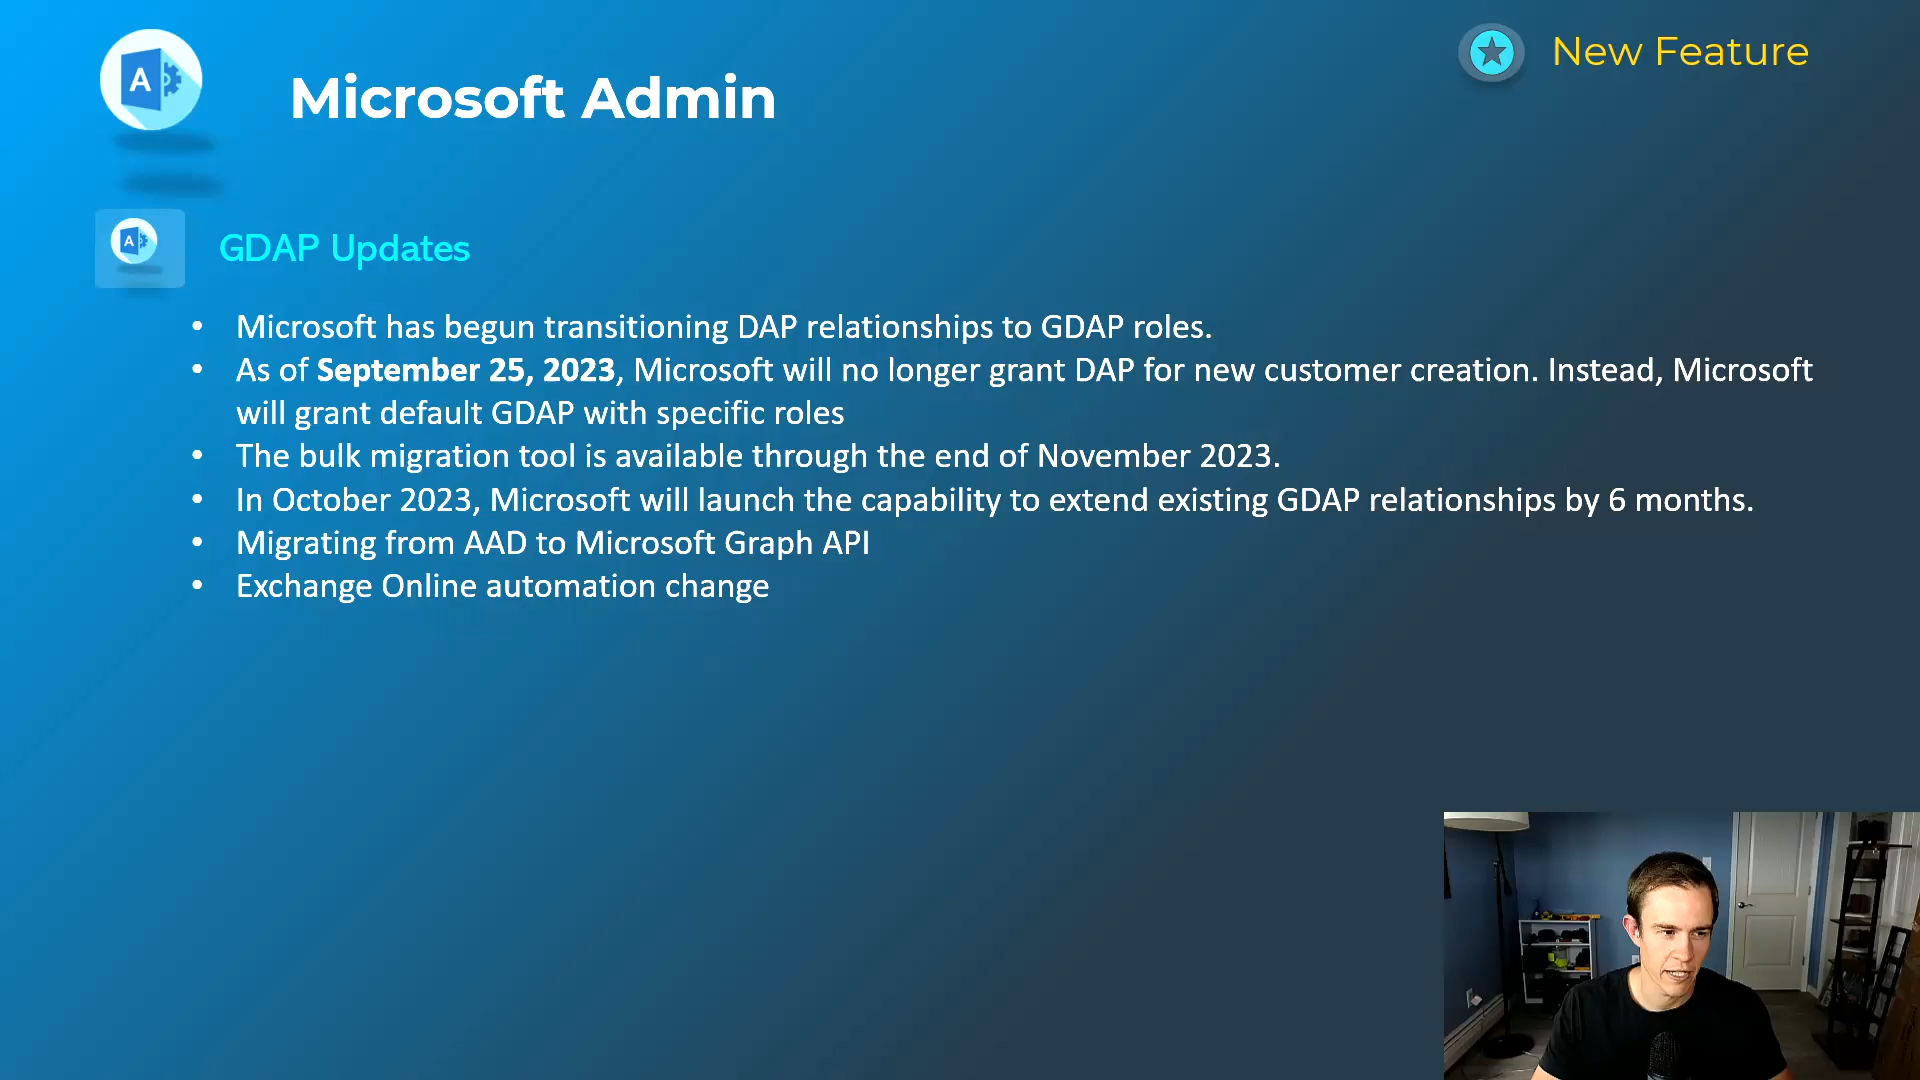 A
Microsoft Admin
New Feature
A
GDAP Updates
• Microsoft has begun transitioning DAP relationships to GDAP roles.
• As of September 25, 2023, Microsoft will no longer grant DAP for new customer creation. Instead, Microsoft
will grant default GDAP with specific roles
• The bulk migration tool is available through the end of November 2023.
• In October 2023, Microsoft will launch the capability to extend existing GDAP relationships by 6 months.
• Migrating from AAD to Microsoft Graph API
• Exchange Online automation change